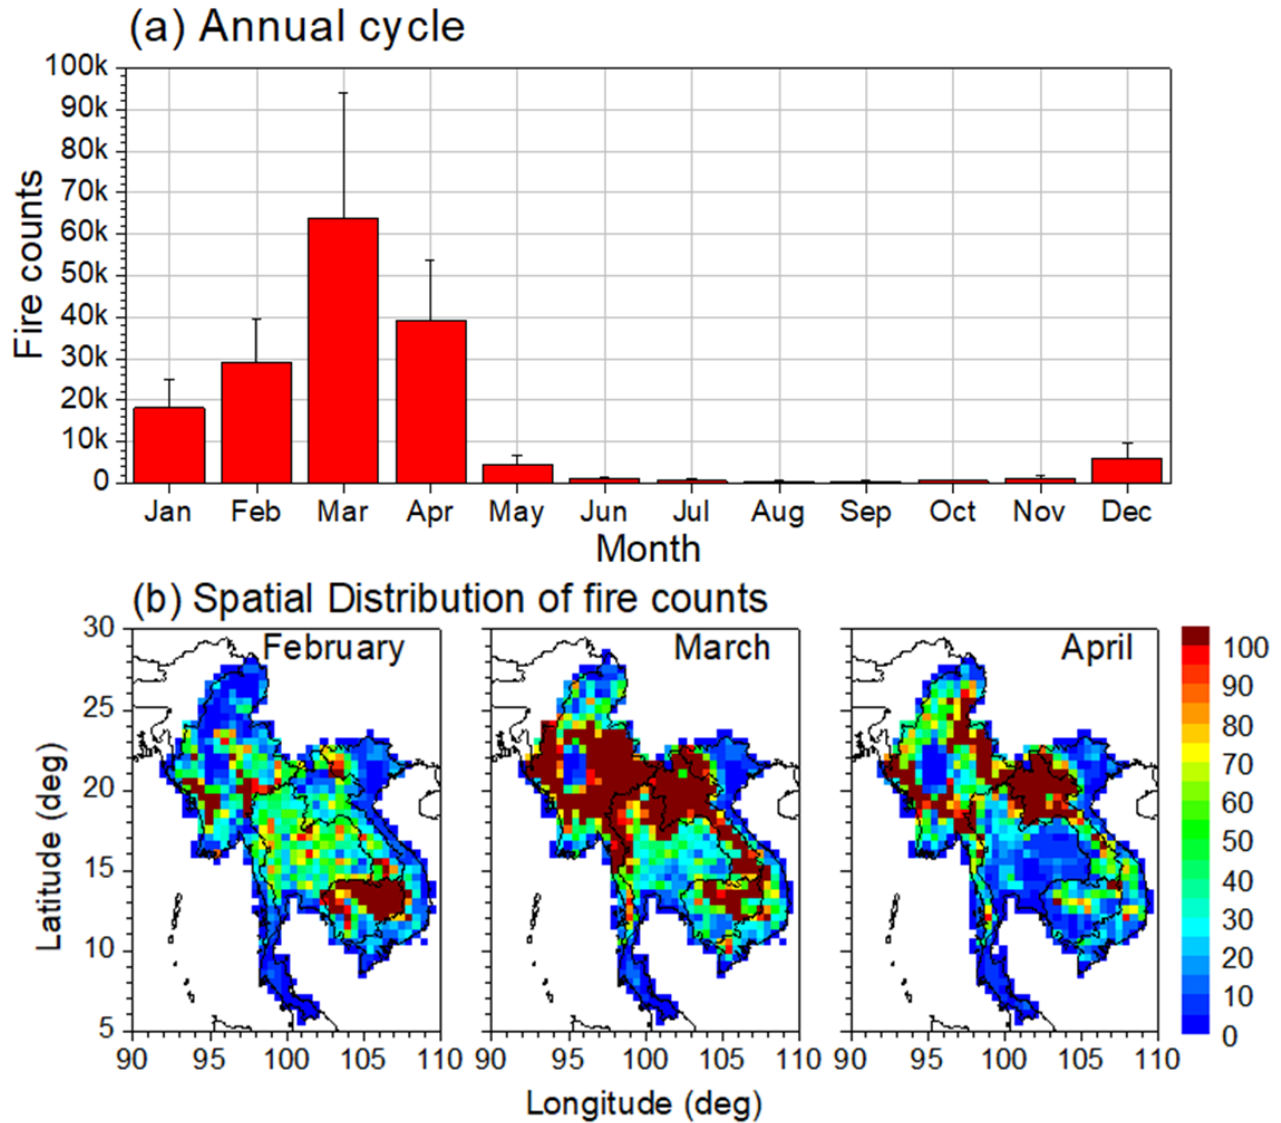 (a) Annual cycle
100k
90k
80k
70k
60k
50k
40k
30k
20k
10k
0
Fire counts
Jan Feb Mar Apr May Jun Jul Aug Sep Oct Nov Dec
Month
(b) Spatial Distribution of fire counts
February March April
30
25
20
15
10
5
Latitude (deg)
100
90
80
70
60
50
40
30
20
10
0
90 95 100 105 110 90 95 100 105 110 90 95 100 105 110
Longitude (deg)